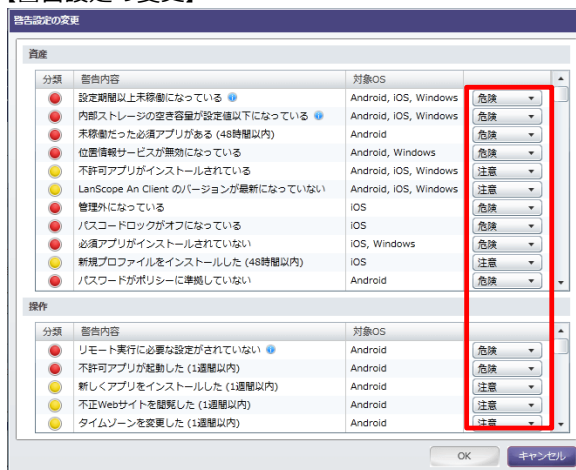 警告設定の変更
資産
分類 警告内容 対象OS
設定期間以上未稼働になっている Android, iOS, Windows 危険
内部ストレージの空き容量が設定値以下になっている Android, iOS, Windows 危険
未稼働だった必須アプリがある (48時間以内) Android 危険
位置情報サービスが無効になっている Android, Windows 危険
不許可アプリがインストールされている Android, iOS, Windows 注意
LanScope An Client のバージョンが最新になっていない Android, iOS, Windows 注意
管理外になっている iOS 危険
パスコードロックがオフになっている iOS 危険
必須アプリがインストールされていない iOS, Windows 危険
新規プロファイルをインストールした (48時間以内) iOS 注意
パスワードがポリシーに準拠していない Android 危険
操作
分類 警告内容 対象OS
リモート実行に必要な設定がされていない Android 危険
不許可アプリが起動した (1週間以内) Android 危険
新しくアプリをインストールした (1週間以内) Android 注意
不正Webサイトを閲覧した (1週間以内) Android 注意
タイムゾーンを変更した (1週間以内) Android 注意
OK キャンセル